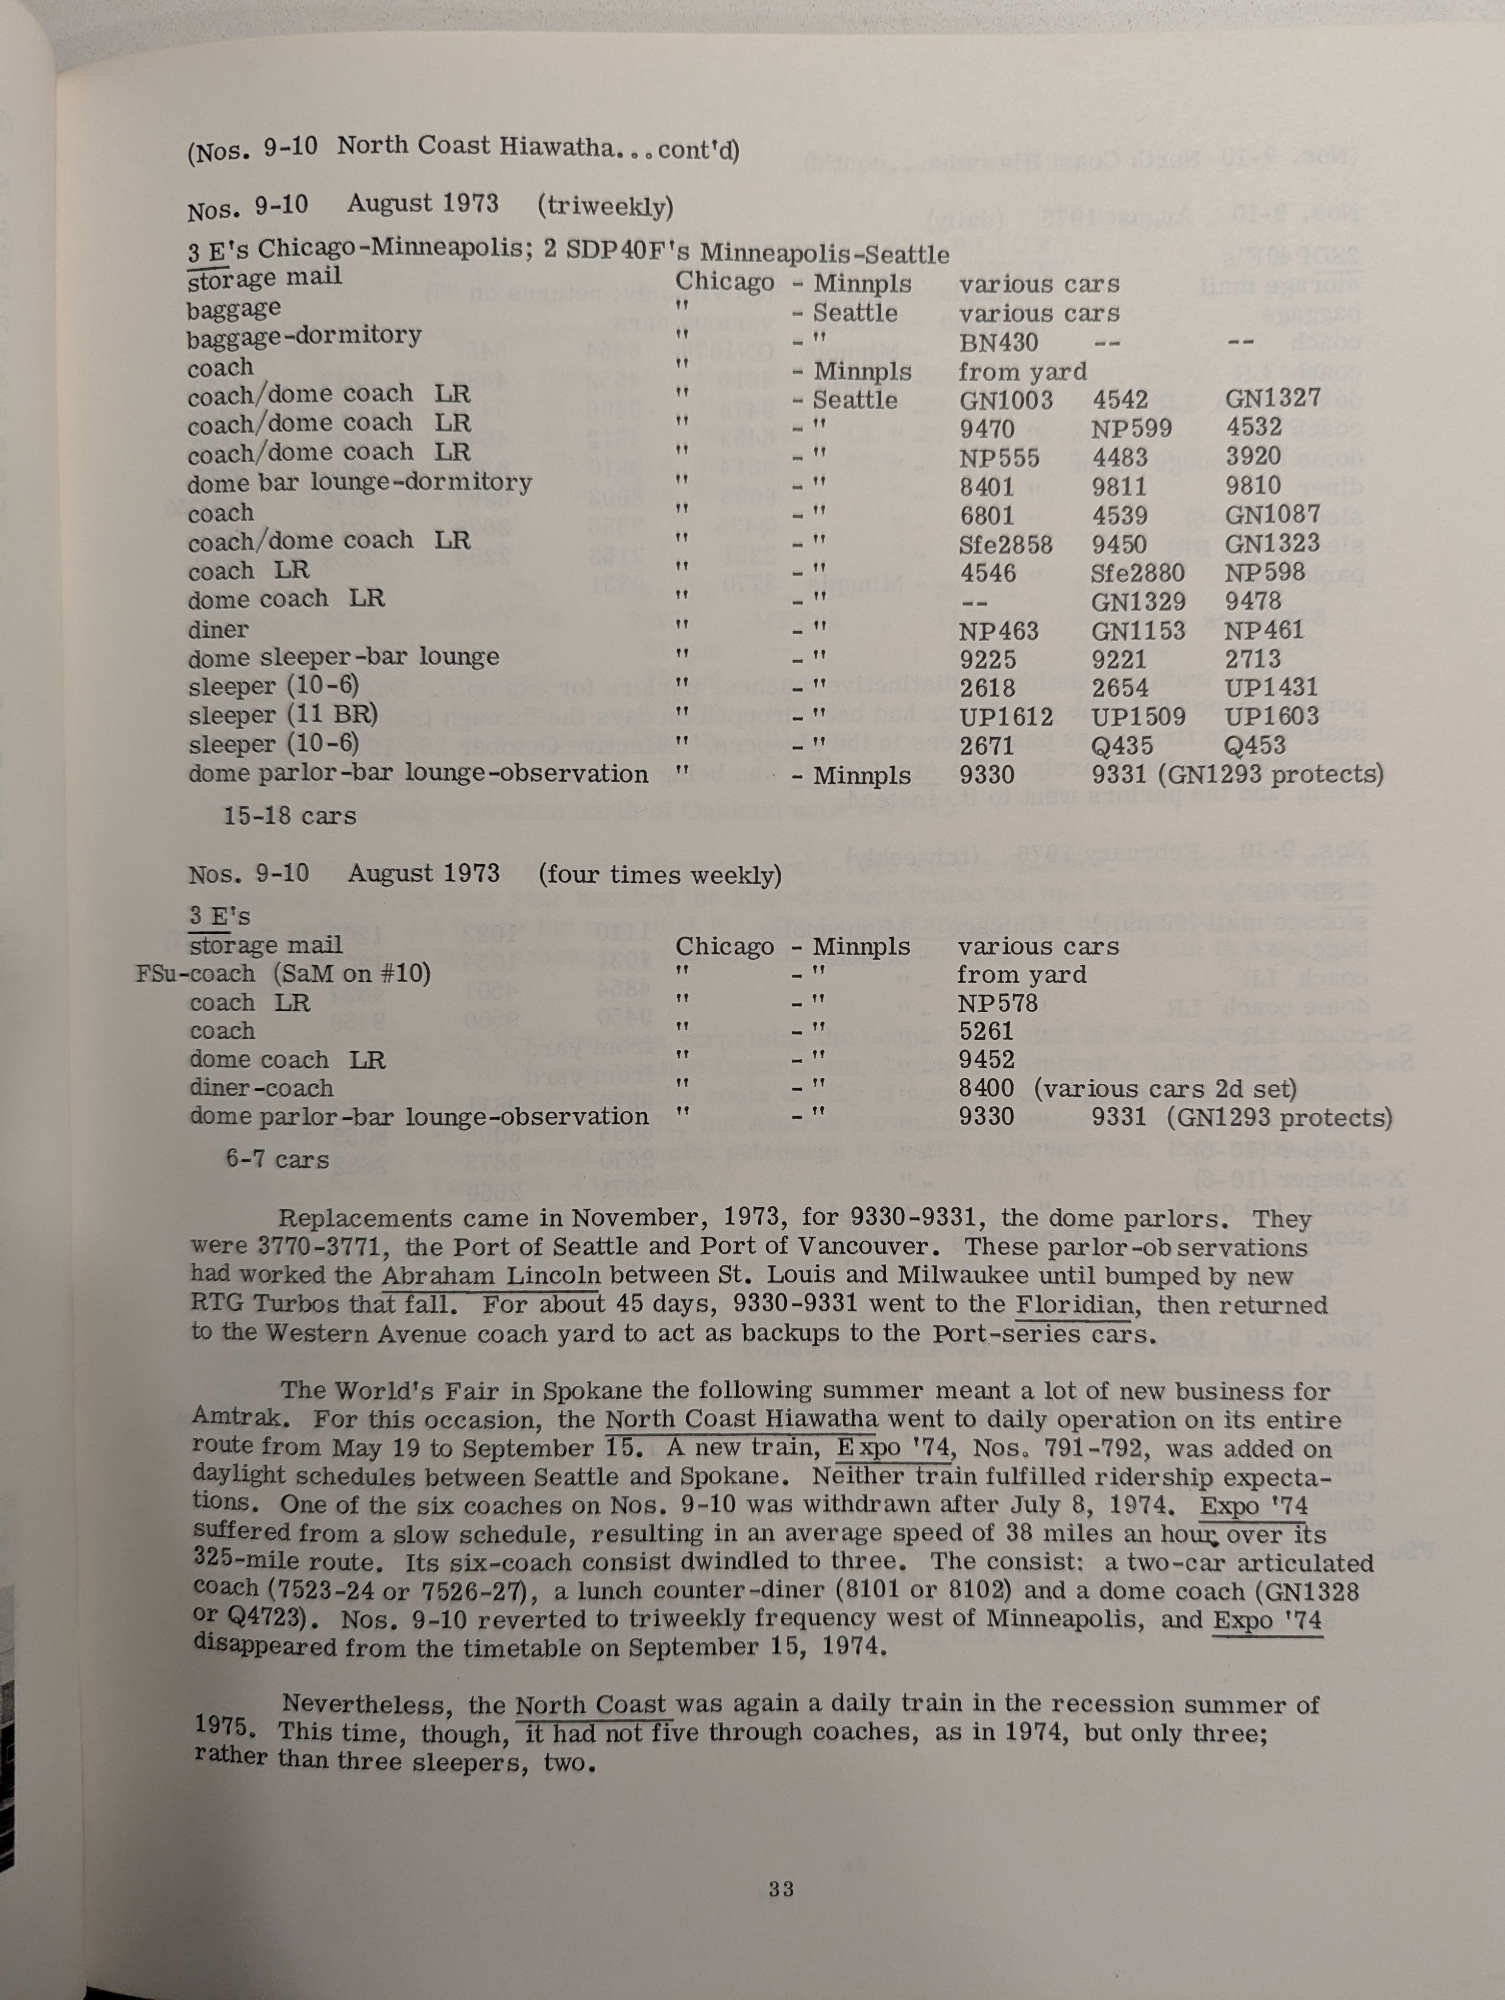 (Nos. 9-10 North Coast Hiawatha...cont'd)
Nos. 9-10 August 1973 (triweekly)
3 E's Chicago-Minneapolis; 2 SDP40F's Minneapolis-Seattle
storage mail Chicago - Minnpls various cars
baggage " - Seattle various cars
baggage-dormitory " - " BN430 -- --
coach " - Minnpls from yard
coach/dome coach LR " - Seattle GN1003 4542 GN1327
coach/dome coach LR " - " 9470 NP599 4532
coach/dome coach LR " - " NP555 4483 3920
dome bar lounge-dormitory " - " 8401 9811 9810
coach " - " 6801 4539 GN1087
coach/dome coach LR " - " Sfe2858 9450 GN1323
coach LR " - " 4546 Sfe2880 NP598
dome coach LR " - " -- GN1329 9478
diner " - " NP463 GN1153 NP461
dome sleeper-bar lounge " - " 9225 9221 2713
sleeper (10-6) " - " 2618 2654 UP1431
sleeper (11 BR) " - " UP1612 UP1509 UP1603
sleeper (10-6) " - " 2671 Q435 Q453
dome parlor-bar lounge-observation " - Minnpls 9330 9331 (GN1293 protects)
15-18 cars
Nos. 9-10 August 1973 (four times weekly)
3 E's
storage mail Chicago - Minnpls various cars
FSu-coach (SaM on #10) " - " from yard
coach LR " - " NP578
coach " - " 5261
dome coach LR " - " 9452
diner-coach " - " 8400 (various cars 2d set)
dome parlor-bar lounge-observation " - " 9330 9331 (GN1293 protects)
6-7 cars
Replacements came in November, 1973, for 9330-9331, the dome parlors. They
were 3770-3771, the Port of Seattle and Port of Vancouver. These parlor-ob servations
had worked the Abraham Lincoln between St. Louis and Milwaukee until bumped by new
RTG Turbos that fall. For about 45 days, 9330-9331 went to the Floridian, then returned
to the Western Avenue coach yard to act as backups to the Port-series cars.
The World's Fair in Spokane the following summer meant a lot of new business for
Amtrak. For this occasion, the North Coast Hiawatha went to daily operation on its entire
route from May 19 to September 15. A new train, Expo '74, Nos. 791-792, was added on
daylight schedules between Seattle and Spokane. Neither train fulfilled ridership expecta-
tions. One of the six coaches on Nos. 9-10 was withdrawn after July 8, 1974. Expo '74
suffered from a slow schedule, resulting in an average speed of 38 miles an hour, over its
325-mile route. Its six-coach consist dwindled to three. The consist: a two-car articulated
coach (7523-24 or 7526-27), a lunch counter-diner (8101 or 8102) and a dome coach (GN1328
or Q4723). Nos. 9-10 reverted to triweekly frequency west of Minneapolis, and Expo '74
disappeared from the timetable on September 15, 1974.
Nevertheless, the North Coast was again a daily train in the recession summer of
1975. This time, though, it had not five through coaches, as in 1974, but only three;
rather than three sleepers, two.
33